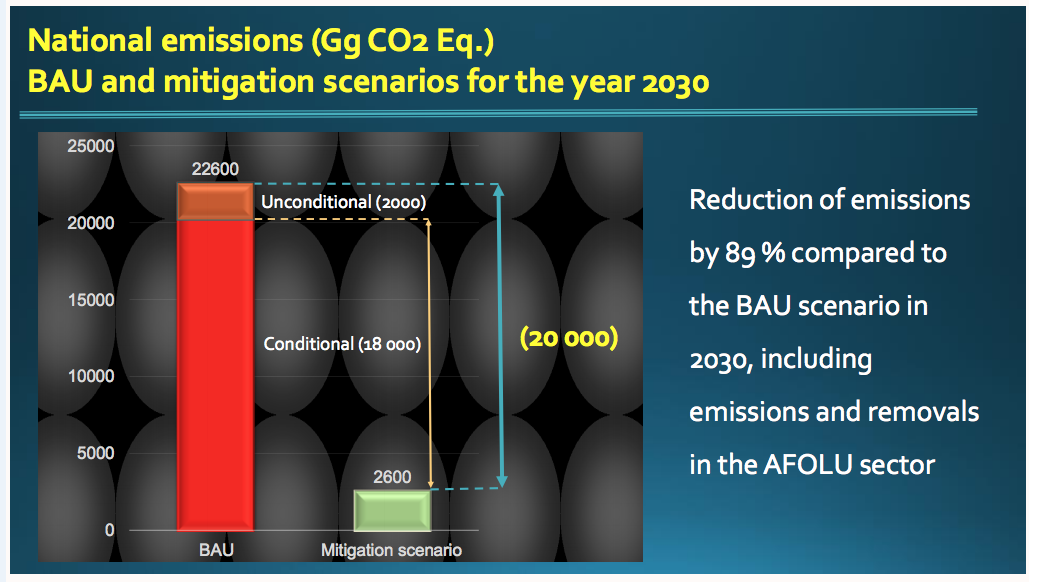 National emissions (Gg CO2 Eq.)
BAU and mitigation scenarios for the year 2030
25000
22600
Unconditional (2000)
20000
15000
(20 000)
Conditional (18 000)
10000
5000
2600
0
BAU
Mitigation scenario
Reduction of emissions
by 89 % compared to
the BAU scenario in
2030, including
emissions and removals
in the AFOLU sector